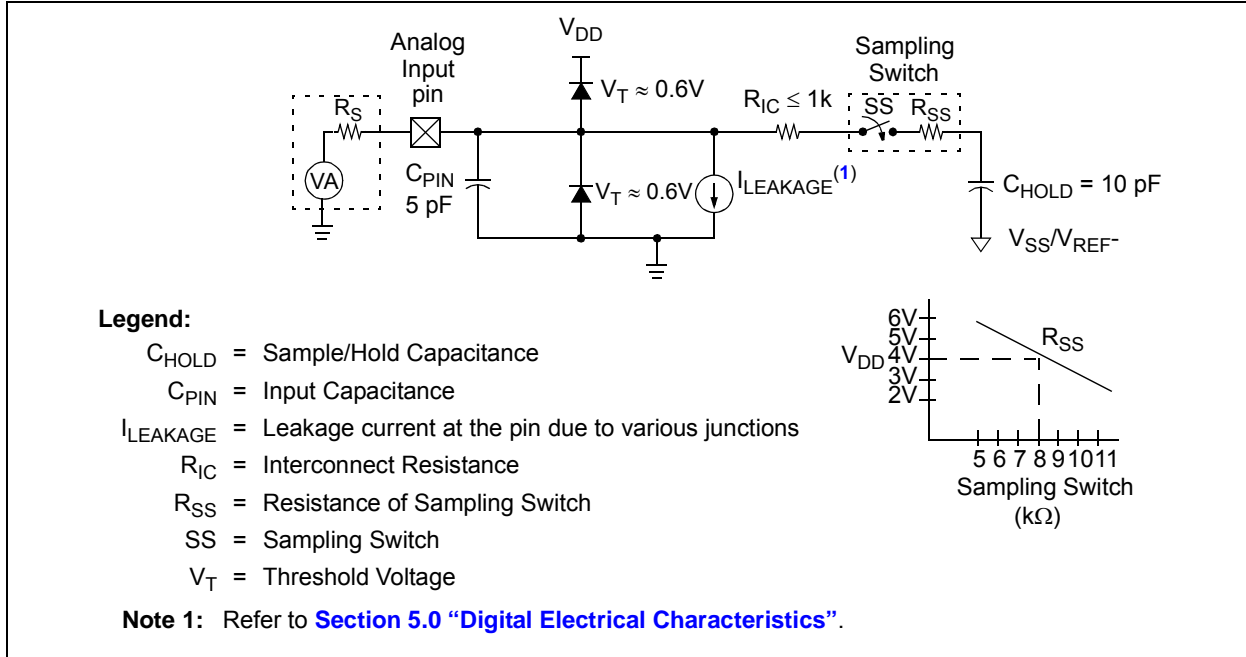 V_DD
Analog
Input
pin
Sampling
Switch
V_T ≈ 0.6V
R_IC ≤ 1k
SS
R_SS
R_S
VA
C_PIN
5 pF
V_T ≈ 0.6V
I_LEAKAGE(1)
C_HOLD = 10 pF
V_SS/V_REF-
Legend:
C_HOLD = Sample/Hold Capacitance
C_PIN = Input Capacitance
I_LEAKAGE = Leakage current at the pin due to various junctions
R_IC = Interconnect Resistance
R_SS = Resistance of Sampling Switch
SS = Sampling Switch
V_T = Threshold Voltage
6V
5V
V_DD 4V
3V
2V
R_SS
5 6 7 8 9 10 11
Sampling Switch
(kΩ)
Note 1: Refer to Section 5.0 “Digital Electrical Characteristics”.